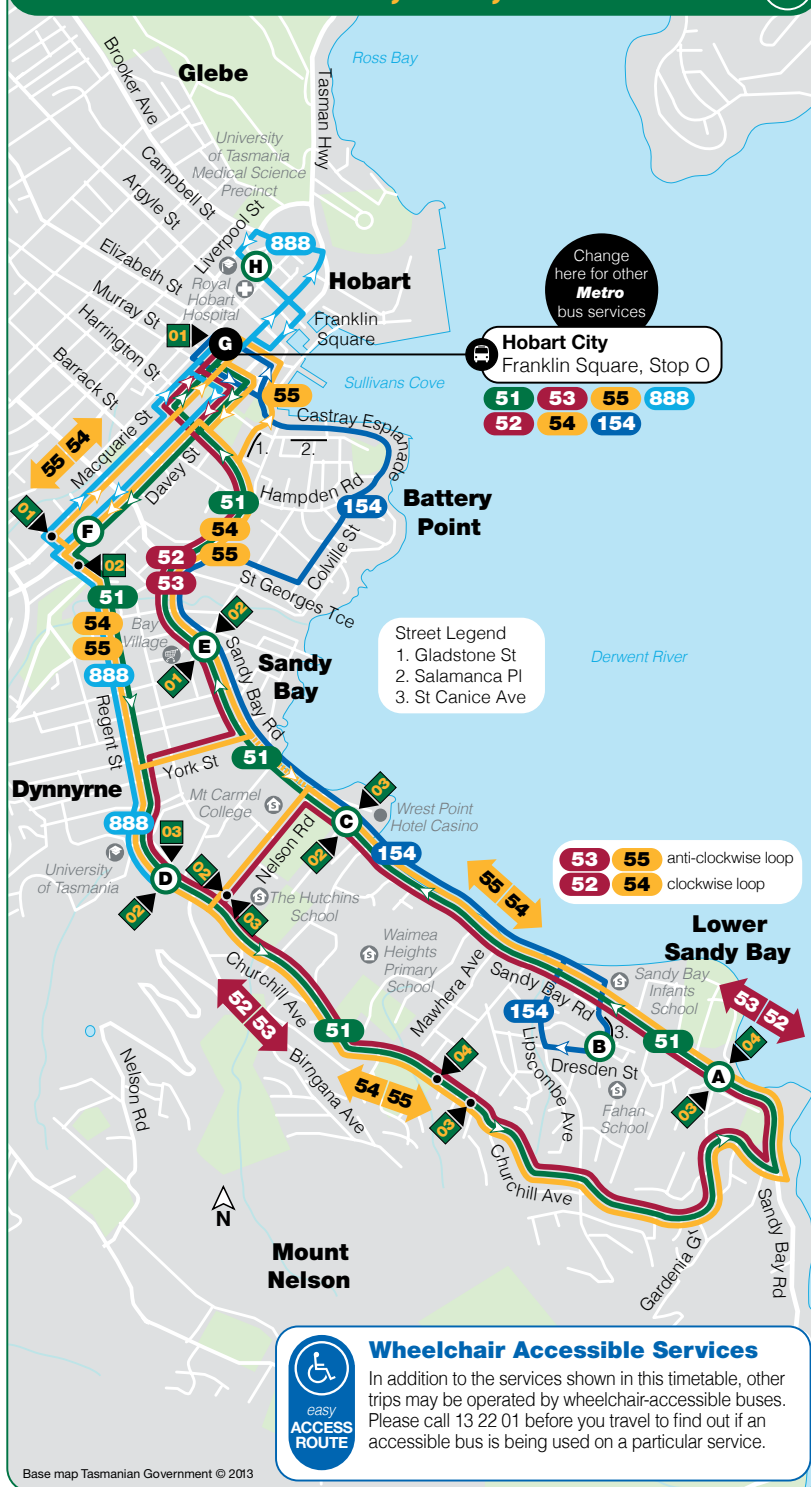 Glebe
Ross Bay
Brooker Ave
Tasman Hwy
University
of Tasmania
Medical Science
Precinct
Campbell St
Argyle St
Liverpool St
888
H
Elizabeth St
Royal
Hobart
Hospital
Hobart
Murray St
Franklin
Square
Harrington St
01
G
Barrack St
Change
here for other
Metro
bus services
Hobart City
Franklin Square, Stop O
51 53 55 888
52 54 154
Sullivans Cove
55
Castray Esplanade
1. 2.
55 54
Macquarie St
Davey St
Hampden Rd
51
154
Battery
Point
01
F
54
55
Colville St
02
52
53
St Georges Tce
51
54
55
888
Bay
Village
02
E
01
Sandy
Bay
Sandy Bay Rd
Street Legend
1. Gladstone St
2. Salamanca Pl
3. St Canice Ave
Derwent River
Regent St
51
York St
Dynnyrne
Mt Carmel
College
03
C
Wrest Point
Hotel Casino
02
888
03
Nelson Rd
154
University
of Tasmania
D
02
02
03
The Hutchins
School
53 55 anti-clockwise loop
52 54 clockwise loop
55 54
Lower
Sandy Bay
Waimea
Heights
Primary
School
Churchill Ave
Mawhera Ave
Sandy Bay Rd
Sandy Bay
Infants
School
53 52
52 53
51
154
3.
B
51
04
Birngana Ave
04
Lipscombe Ave
Dresden St
A
03
54 55
03
Fahan
School
Nelson Rd
Churchill Ave
N
Gardenia Gr
Sandy Bay Rd
Mount
Nelson
easy
ACCESS
ROUTE
Wheelchair Accessible Services
In addition to the services shown in this timetable, other
trips may be operated by wheelchair-accessible buses.
Please call 13 22 01 before you travel to find out if an
accessible bus is being used on a particular service.
Base map Tasmanian Government © 2013